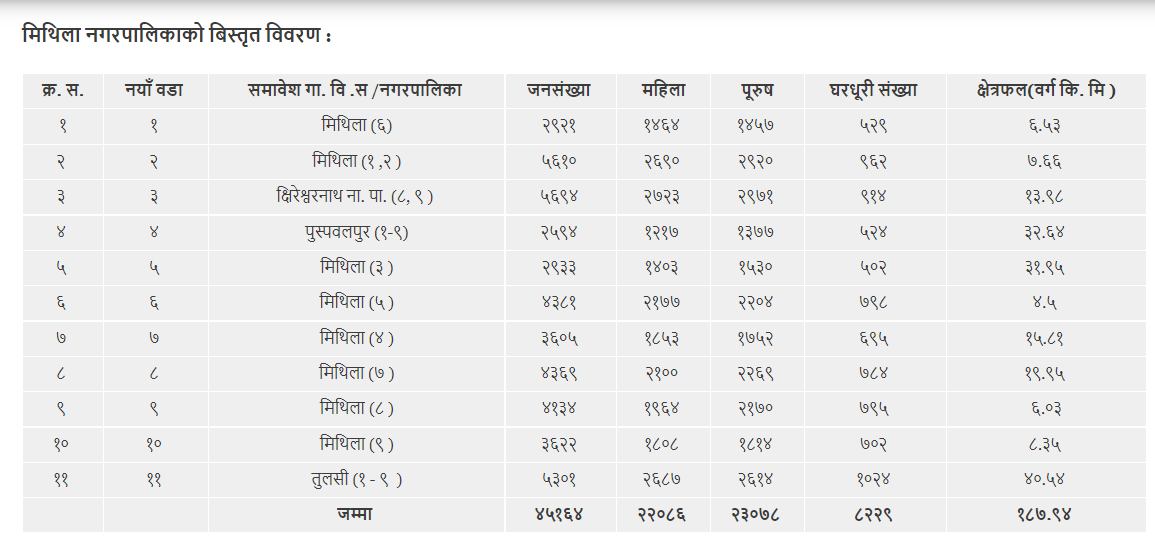 मिथिला नगरपालिकाको बिस्तृत विवरण :
क्र. स. नयाँ वडा समावेश गा. वि .स /नगरपालिका जनसंख्या महिला पूरुष घरधूरी संख्या क्षेत्रफल(वर्ग कि. मि )
१ १ मिथिला (६) २९२१ १४६४ १४५७ ५२९ ६.५३
२ २ मिथिला (१ ,२ ) ५६१० २६९० २९२० ९६२ ७.६६
३ ३ क्षिरेश्वरनाथ ना. पा. (८, ९ ) ५६९४ २७२३ २९७१ ९१४ १३.९८
४ ४ पुस्पवलपुर (१-९) २५९४ १२१७ १३७७ ५२४ ३२.६४
५ ५ मिथिला (३ ) २९३३ १४०३ १५३० ५०२ ३१.९५
६ ६ मिथिला (५ ) ४३८१ २१७७ २२०४ ७९८ ४.५
७ ७ मिथिला (४ ) ३६०५ १८५३ १७५२ ६९५ १५.८१
८ ८ मिथिला (७ ) ४३६९ २१०० २२६९ ७८४ १९.९५
९ ९ मिथिला (८ ) ४१३४ १९६४ २१७० ७९५ ६.०३
१० १० मिथिला (९ ) ३६२२ १८०८ १८१४ ७०२ ८.३५
११ ११ तुलसी (१ - ९ ) ५३०१ २६८७ २६१४ १०२४ ४०.५४
जम्मा ४५१६४ २२०८६ २३०७८ ८२२९ १८७.९४